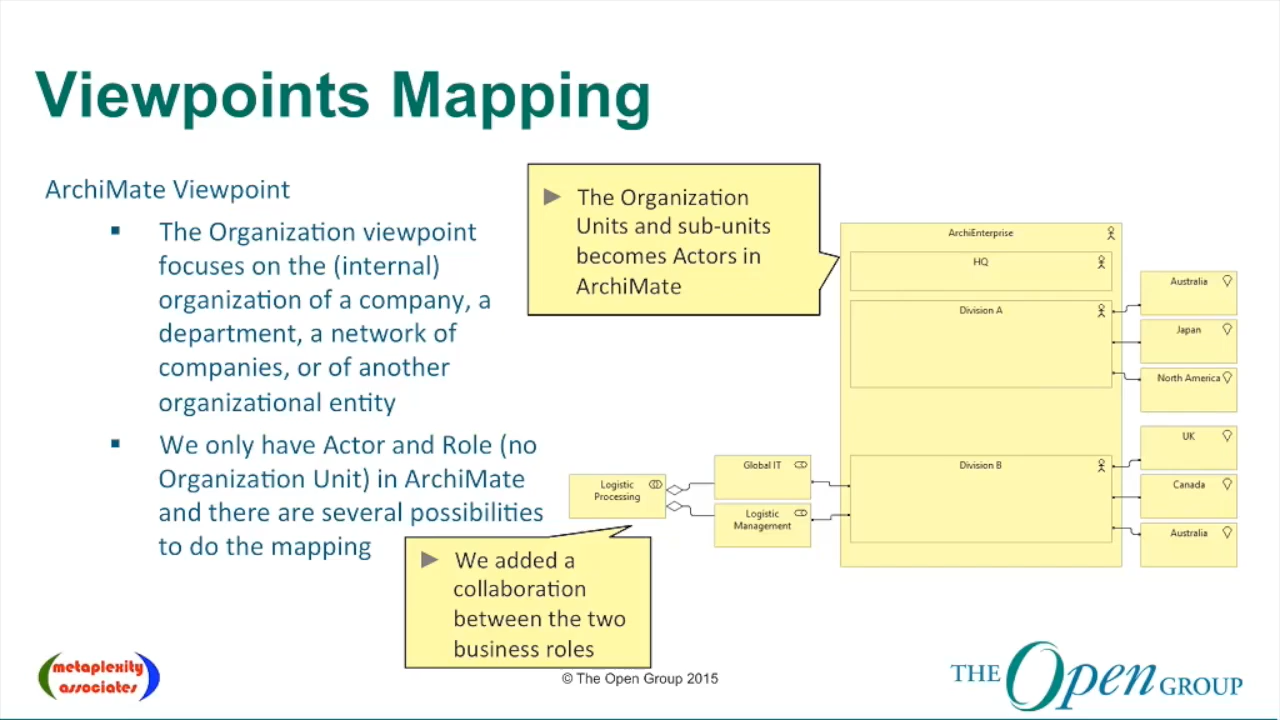 Viewpoints Mapping
ArchiMate Viewpoint
▪ The Organization viewpoint
focuses on the (internal)
organization of a company, a
department, a network of
companies, or of another
organizational entity
▪ We only have Actor and Role (no
Organization Unit) in ArchiMate
and there are several possibilities
to do the mapping
▶ The Organization
Units and sub-units
becomes Actors in
ArchiMate
ArchiEnterprise
HQ
Division A
Australia
Japan
North America
Division B
UK
Canada
Australia
Global IT
Logistic
Management
Logistic
Processing
▶ We added a
collaboration
between the two
business roles
metaplexity
associates
© The Open Group 2015
THE Open GROUP